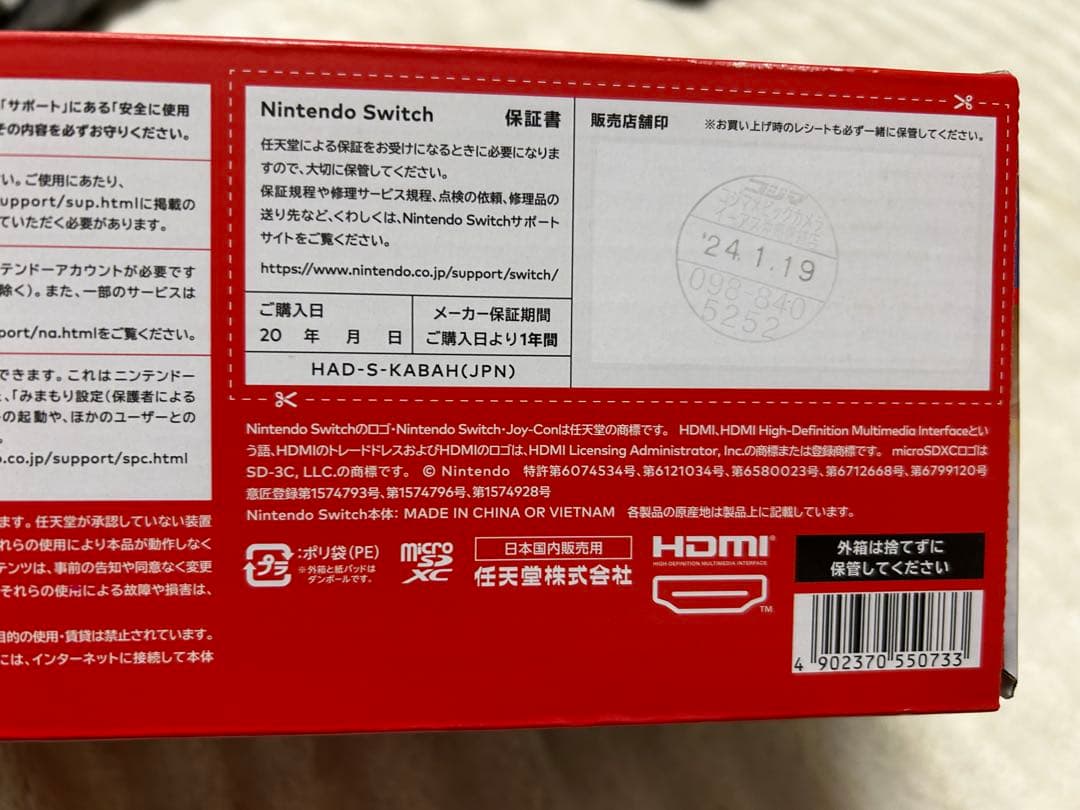 「サポート」にある「安全に使用
その内容を必ずお守りください。
い。ご使用にあたり、
upport/sup.htmlに掲載の
ていただく必要があります。
テンドーアカウントが必要です
除く）。また、一部のサービスは
port/na.htmlをご覧ください。
できます。これはニンテンドー
、「みまもり設定（保護者による
の起動や、ほかのユーザーとの
.co.jp/support/spc.html
ます。任天堂が承認していない装置
れらの使用により本品が動作しなく
テンツは、事前の告知や同意なく変更
それらの使用による故障や損害は、
目的の使用・賃貸は禁止されています。
には、インターネットに接続して本体
Nintendo Switch 保証書
任天堂による保証をお受けになるときに必要になりま
すので、大切に保管してください。
保証規程や修理サービス規程、点検の依頼、修理品の
送り先など、くわしくは、Nintendo Switchサポート
サイトをご覧ください。
https://www.nintendo.co.jp/support/switch/
ご購入日
20 年 月 日
メーカー保証期間
ご購入日より1年間
HAD-S-KABAH(JPN)
販売店舗印 ※お買い上げ時のレシートも必ず一緒に保管してください。
コジマ
コジマ×ビックカメラ
'24.1.19
098-840
5252
Nintendo Switchのロゴ・Nintendo Switch・Joy-Conは任天堂の商標です。 HDMI、HDMI High-Definition Multimedia Interfaceとい
う語、HDMIのトレードドレスおよびHDMIのロゴは、HDMI Licensing Administrator, Inc.の商標または登録商標です。 microSDXCロゴは
SD-3C, LLC.の商標です。 © Nintendo 特許第6074534号、第6121034号、第6580023号、第6712668号、第6799120号
意匠登録第1574793号、第1574796号、第1574928号
Nintendo Switch本体： MADE IN CHINA OR VIETNAM 各製品の原産地は製品上に記載しています。
プラ
:ポリ袋(PE)
※外箱と紙パッドは
ダンボールです。
micro
SD
XC
日本国内販売用
任天堂株式会社
HDMI
HIGH-DEFINITION MULTIMEDIA INTERFACE
TM
外箱は捨てずに
保管してください
4 902370 550733